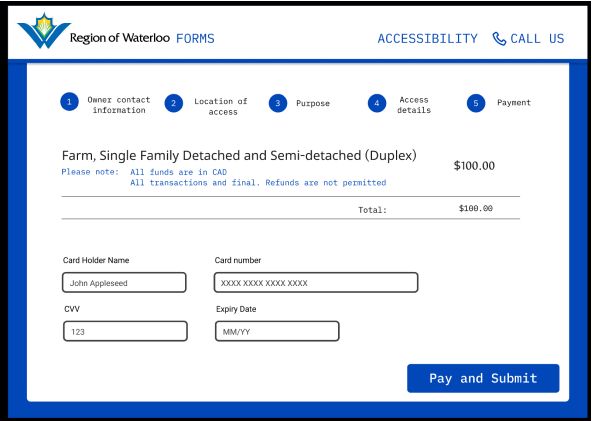 Region of Waterloo FORMS ACCESSIBILITY CALL US
1 Owner contact information 2 Location of access 3 Purpose 4 Access details 5 Payment
Farm, Single Family Detached and Semi-detached (Duplex) $100.00
Please note: All funds are in CAD
All transactions and final. Refunds are not permitted
Total: $100.00
Card Holder Name Card number
John Appleseed XXXX XXXX XXXX XXXX
CVV Expiry Date
123 MM/YY
Pay and Submit